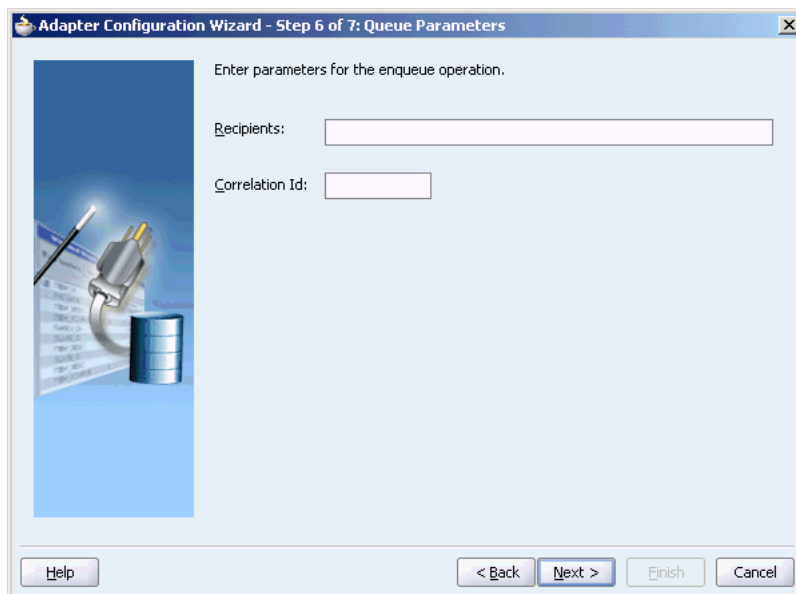 Adapter Configuration Wizard - Step 6 of 7: Queue Parameters
Enter parameters for the enqueue operation.
Recipients:
Correlation Id:
Help
< Back
Next >
Finish
Cancel